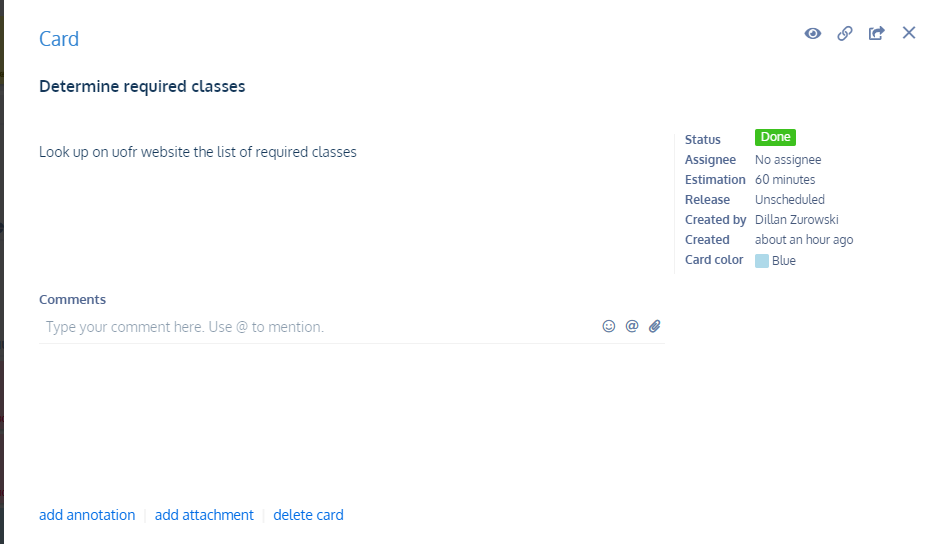 Card
Determine required classes
Look up on uofr website the list of required classes
Status Done
Assignee No assignee
Estimation 60 minutes
Release Unscheduled
Created by Dillan Zurowski
Created about an hour ago
Card color Blue
Comments
Type your comment here. Use @ to mention.
add annotation | add attachment | delete card